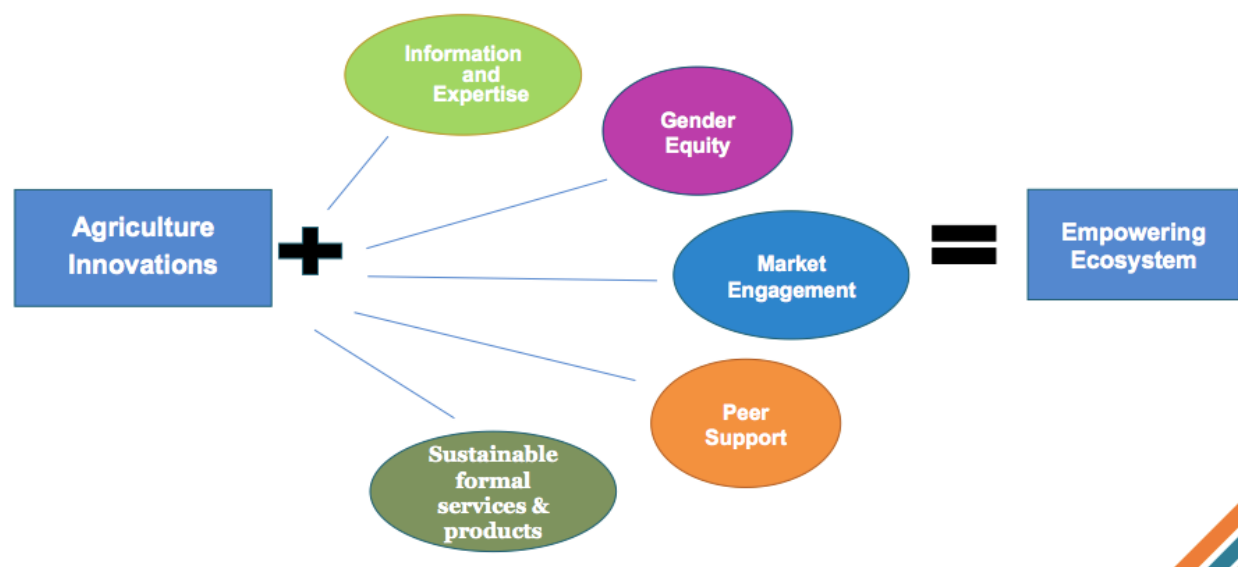 Information
and
Expertise
Gender
Equity
Agriculture
Innovations
+
Market
Engagement
=
Empowering
Ecosystem
Peer
Support
Sustainable
formal
services &
products